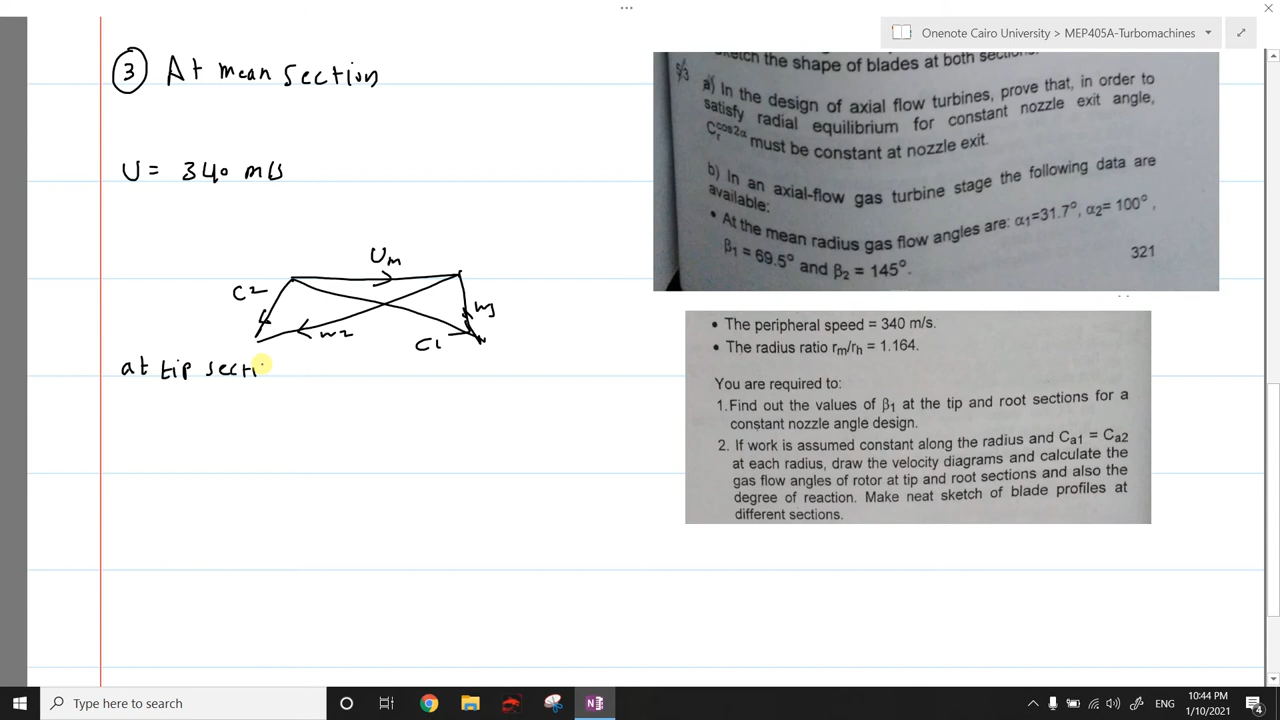 Onenote Cairo University > MEP405A-Turbomachines
③ At mean section
U = 340 m/s
Um
C2
w2
C1
w1
at tip secti
sketch the shape of blades at both sections.
5/3
a) In the design of axial flow turbines, prove that, in order to
satisfy radial equilibrium for constant nozzle exit angle,
C_r^cos2α must be constant at nozzle exit.
b) In an axial-flow gas turbine stage the following data are
available:
• At the mean radius gas flow angles are: α1=31.7°, α2= 100°,
β1 = 69.5° and β2 = 145°.
321
• The peripheral speed = 340 m/s.
• The radius ratio rm/rh = 1.164.
You are required to:
1.Find out the values of β1 at the tip and root sections for a
constant nozzle angle design.
2. If work is assumed constant along the radius and Ca1 = Ca2
at each radius, draw the velocity diagrams and calculate the
gas flow angles of rotor at tip and root sections and also the
degree of reaction. Make neat sketch of blade profiles at
different sections.
Type here to search
ENG
10:44 PM
1/10/2021
4